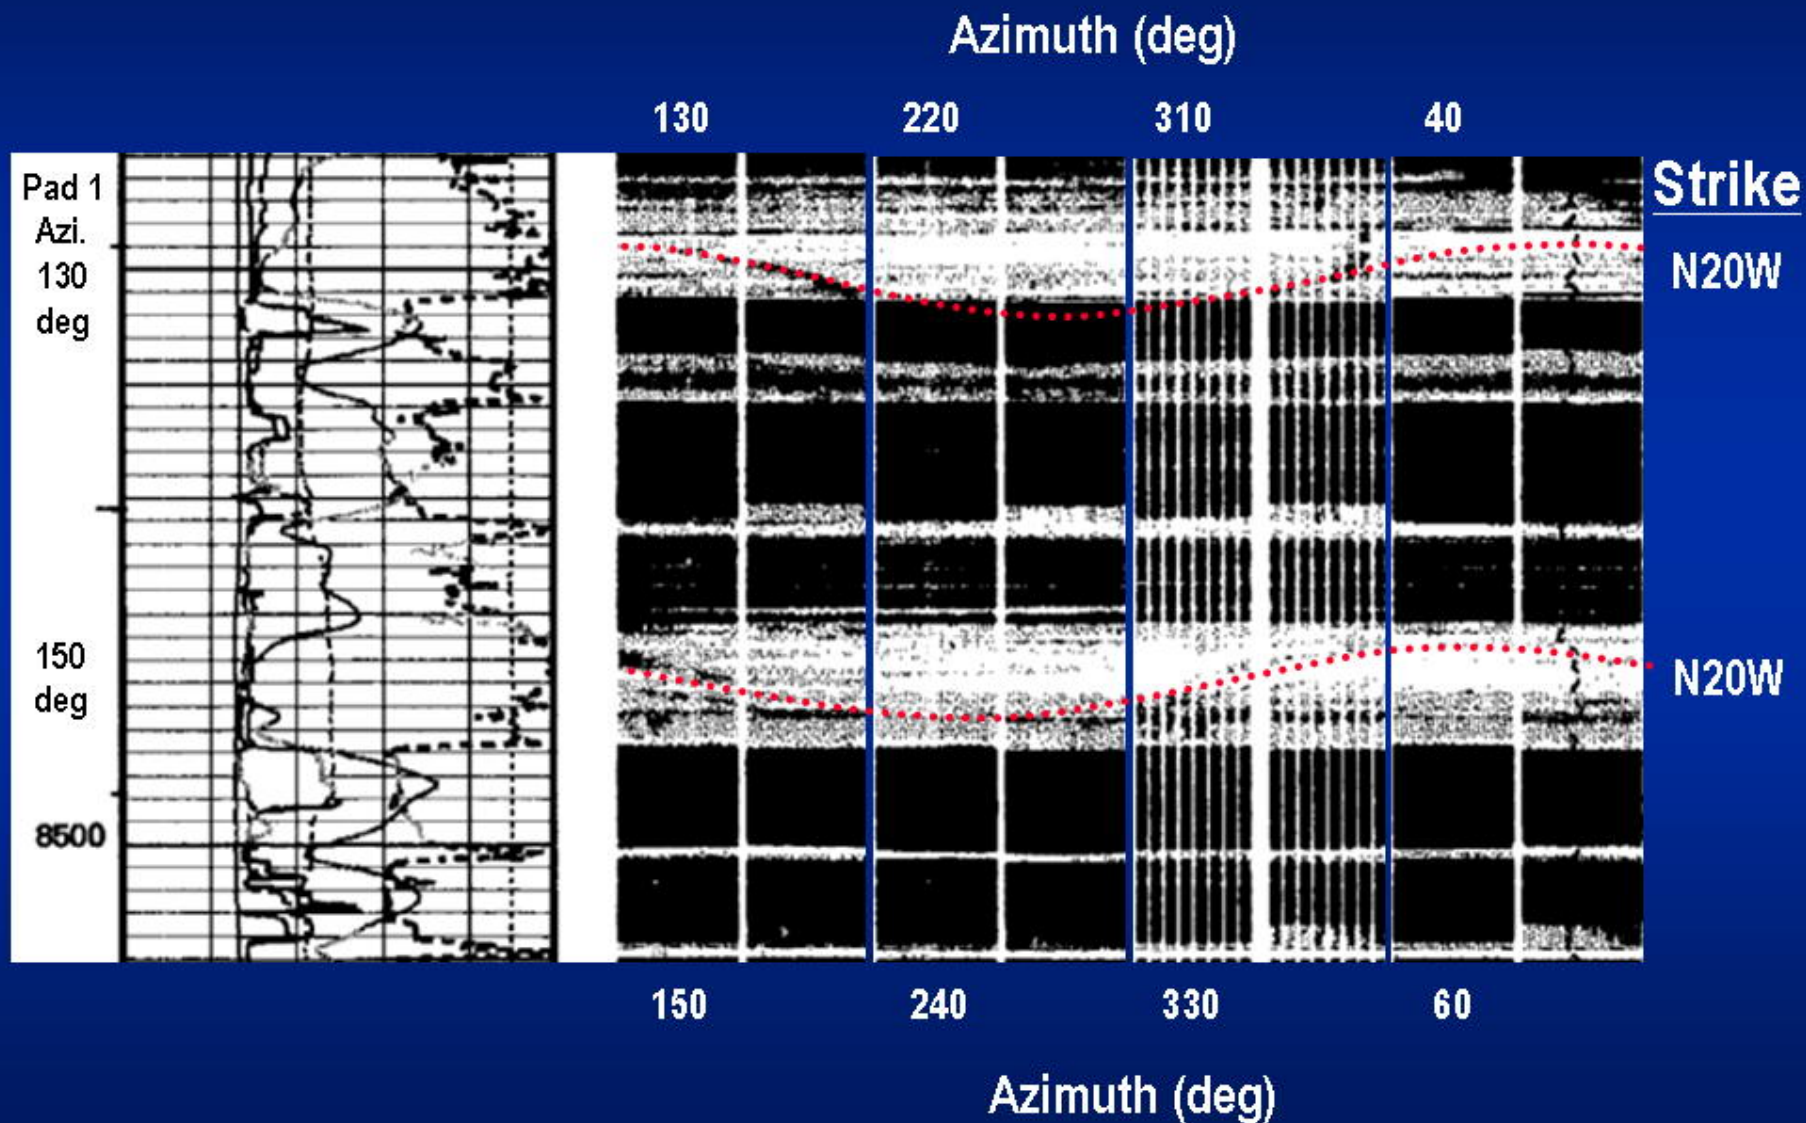 Azimuth (deg)
130 220 310 40
Pad 1
Azi.
130
deg
Strike
N20W
150
deg
N20W
8500
150 240 330 60
Azimuth (deg)